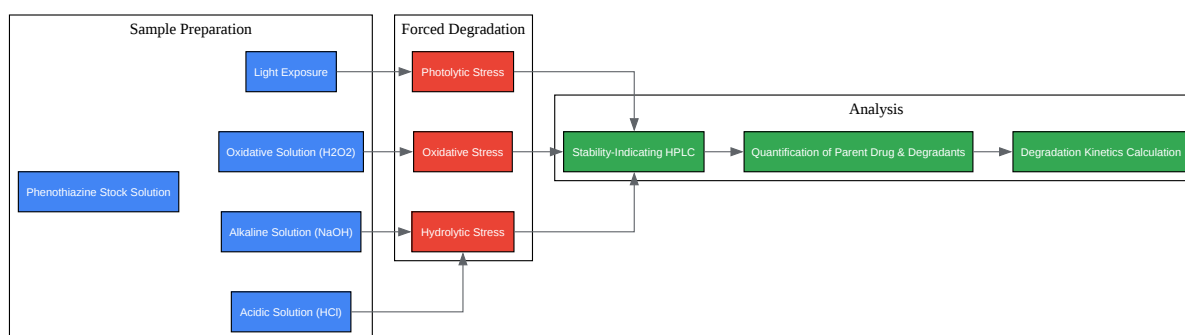 Sample Preparation
Forced Degradation
Light Exposure
Photolytic Stress
Analysis
Oxidative Solution (H2O2)
Oxidative Stress
Stability-Indicating HPLC
Quantification of Parent Drug & Degradants
Degradation Kinetics Calculation
Phenothiazine Stock Solution
Alkaline Solution (NaOH)
Hydrolytic Stress
Acidic Solution (HCl)